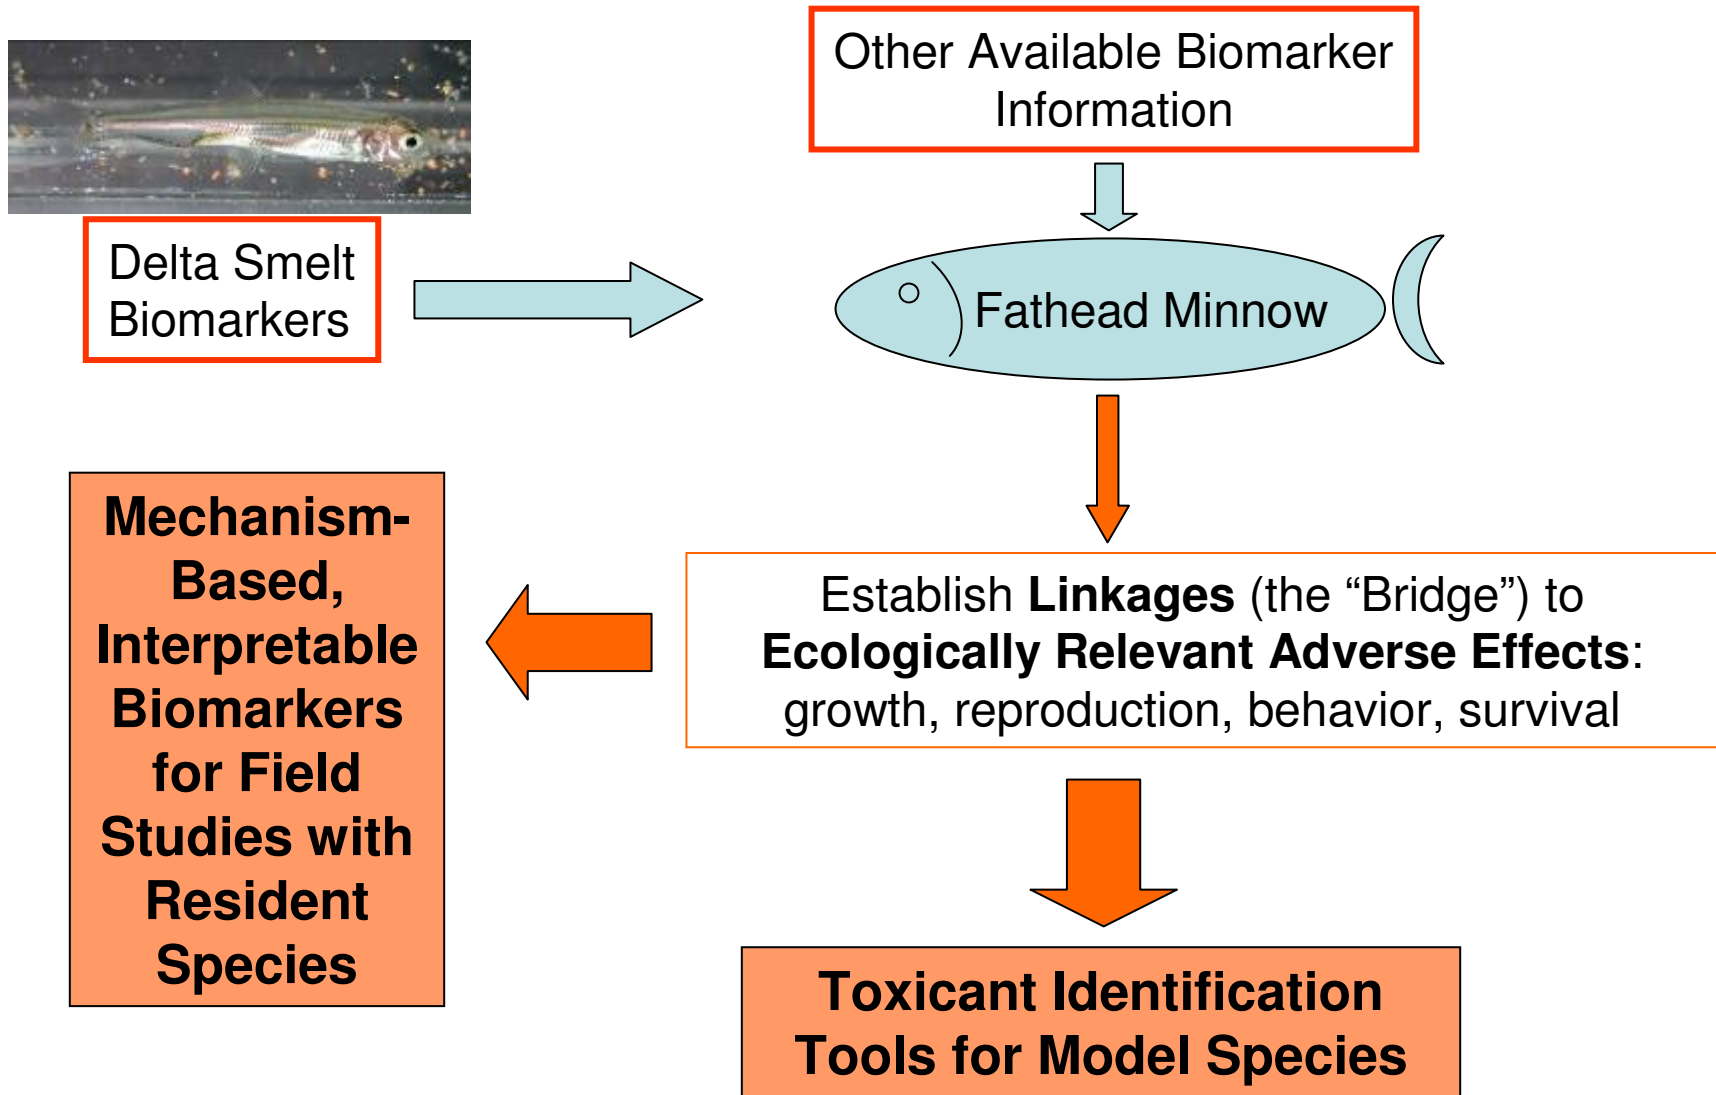 Other Available Biomarker
Information
Delta Smelt
Biomarkers
Fathead Minnow
Mechanism-
Based,
Interpretable
Biomarkers
for Field
Studies with
Resident
Species
Establish Linkages (the “Bridge”) to
Ecologically Relevant Adverse Effects:
growth, reproduction, behavior, survival
Toxicant Identification
Tools for Model Species